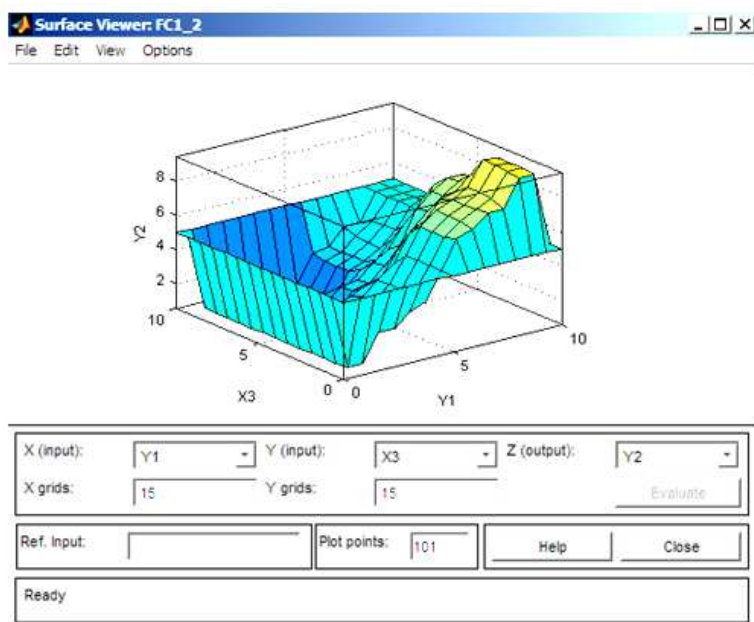 Surface Viewer: FC1_2
File Edit View Options
8
6
4
2
Y2
10
5
0
X3
0
5
10
Y1
X (input): Y1 Y (input): X3 Z (output): Y2
X grids: 15 Y grids: 15 Evaluate
Ref. Input: Plot points: 101 Help Close
Ready